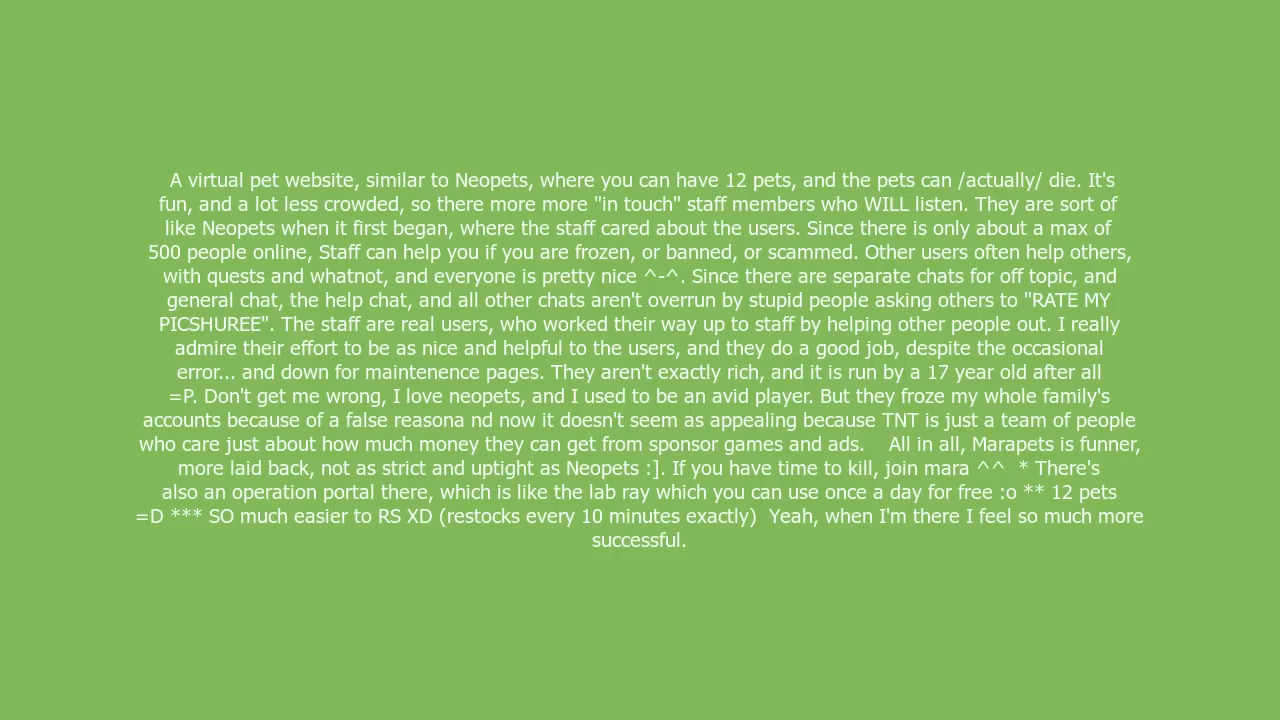 A virtual pet website, similar to Neopets, where you can have 12 pets, and the pets can /actually/ die. It's
fun, and a lot less crowded, so there more more "in touch" staff members who WILL listen. They are sort of
like Neopets when it first began, where the staff cared about the users. Since there is only about a max of
500 people online, Staff can help you if you are frozen, or banned, or scammed. Other users often help others,
with quests and whatnot, and everyone is pretty nice ^-^. Since there are separate chats for off topic, and
general chat, the help chat, and all other chats aren't overrun by stupid people asking others to "RATE MY
PICSHUREE". The staff are real users, who worked their way up to staff by helping other people out. I really
admire their effort to be as nice and helpful to the users, and they do a good job, despite the occasional
error... and down for maintenence pages. They aren't exactly rich, and it is run by a 17 year old after all
=P. Don't get me wrong, I love neopets, and I used to be an avid player. But they froze my whole family's
accounts because of a false reasona nd now it doesn't seem as appealing because TNT is just a team of people
who care just about how much money they can get from sponsor games and ads.    All in all, Marapets is funner,
more laid back, not as strict and uptight as Neopets :]. If you have time to kill, join mara ^^  * There's
also an operation portal there, which is like the lab ray which you can use once a day for free :o ** 12 pets
=D *** SO much easier to RS XD (restocks every 10 minutes exactly)  Yeah, when I'm there I feel so much more
successful.